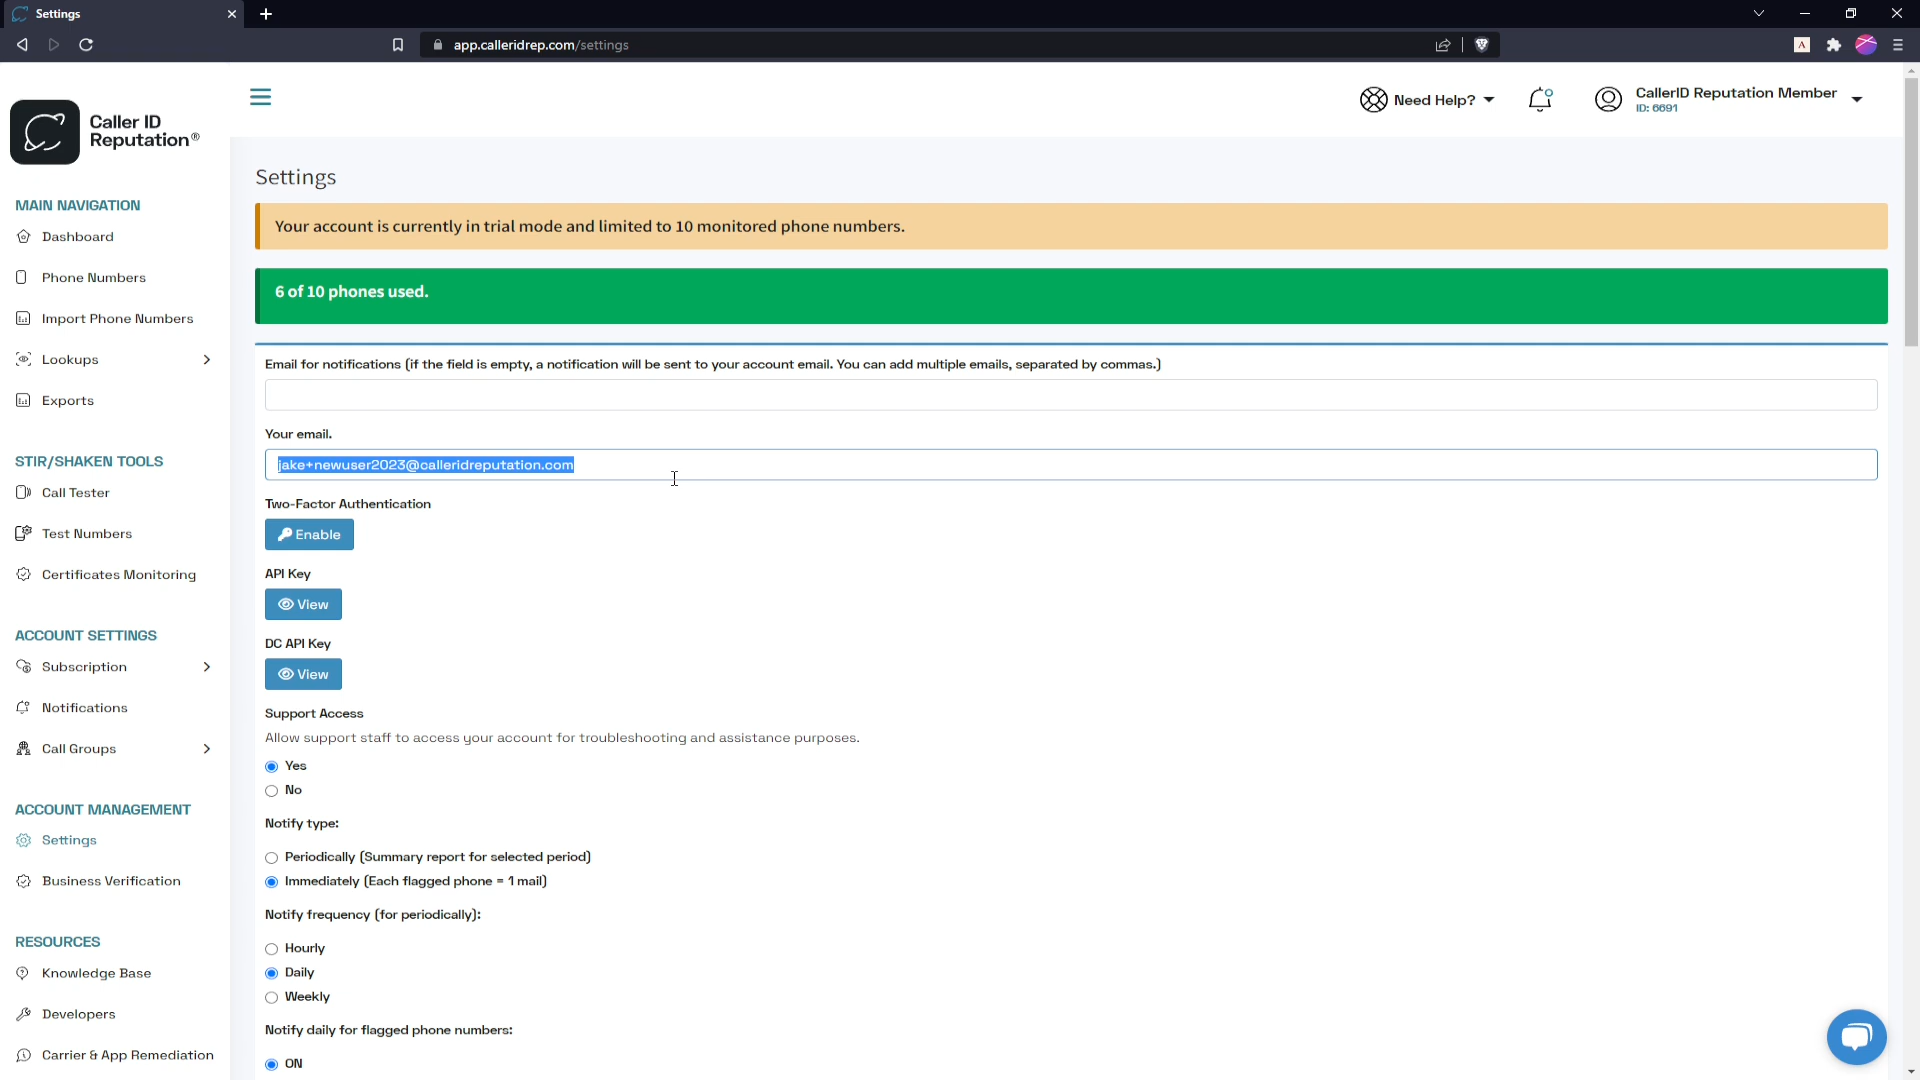 Settings
app.calleridrep.com/settings
A
Caller ID
Reputation®
Need Help?
CallerID Reputation Member
ID: 6691
MAIN NAVIGATION
Dashboard
Phone Numbers
Import Phone Numbers
Lookups
Exports
STIR/SHAKEN TOOLS
Call Tester
Test Numbers
Certificates Monitoring
ACCOUNT SETTINGS
Subscription
Notifications
Call Groups
ACCOUNT MANAGEMENT
Settings
Business Verification
RESOURCES
Knowledge Base
Developers
Carrier & App Remediation
Settings
Your account is currently in trial mode and limited to 10 monitored phone numbers.
6 of 10 phones used.
Email for notifications (if the field is empty, a notification will be sent to your account email. You can add multiple emails, separated by commas.)
Your email.
jake+newuser2023@calleridreputation.com
Two-Factor Authentication
Enable
API Key
View
DC API Key
View
Support Access
Allow support staff to access your account for troubleshooting and assistance purposes.
Yes
No
Notify type:
Periodically (Summary report for selected period)
Immediately (Each flagged phone = 1 mail)
Notify frequency (for periodically):
Hourly
Daily
Weekly
Notify daily for flagged phone numbers:
ON